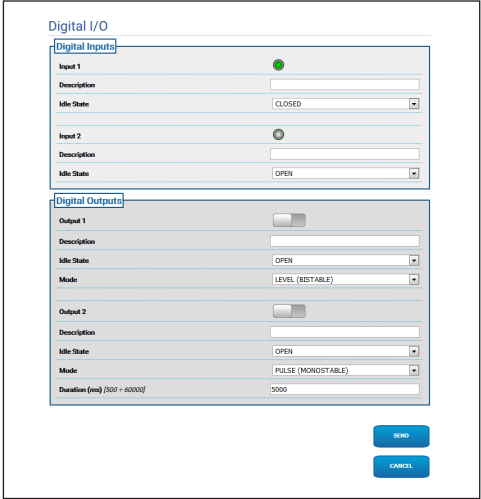 Digital I/O
Digital Inputs
Input 1
Description
Idle State CLOSED
Input 2
Description
Idle State OPEN
Digital Outputs
Output 1
Description
Idle State OPEN
Mode LEVEL (BISTABLE)
Output 2
Description
Idle State OPEN
Mode PULSE (MONOSTABLE)
Duration (ms) [500 ÷ 60000] 5000
SEND
CANCEL